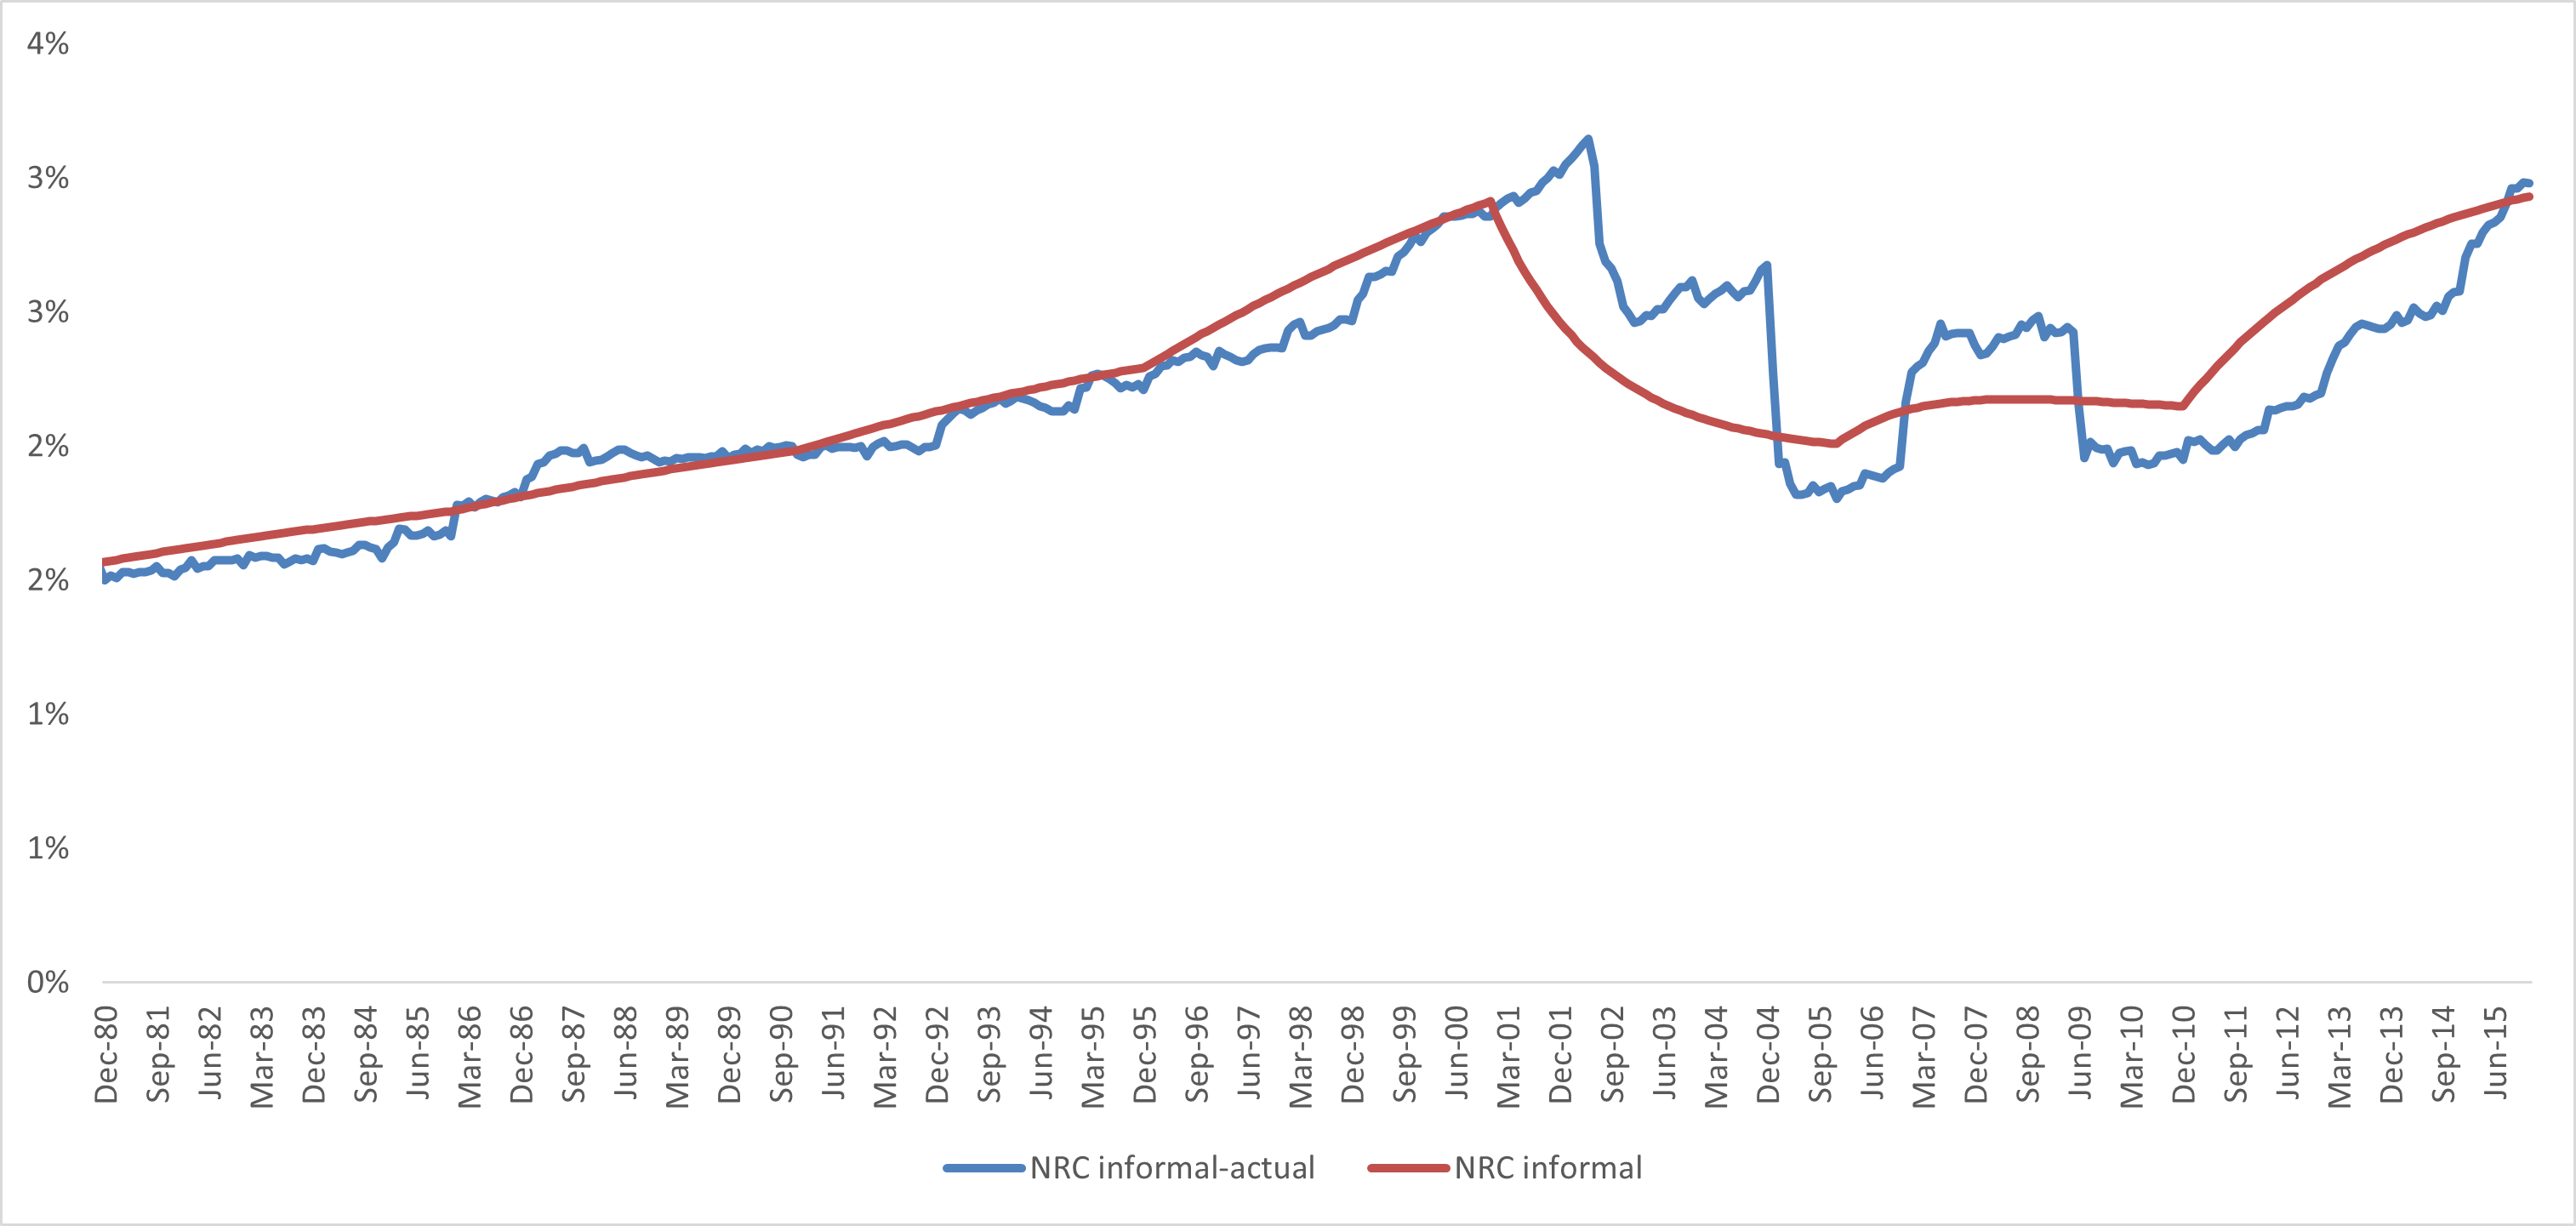 4%
3%
3%
2%
2%
1%
1%
0%
Dec-80
Sep-81
Jun-82
Mar-83
Dec-83
Sep-84
Jun-85
Mar-86
Dec-86
Sep-87
Jun-88
Mar-89
Dec-89
Sep-90
Jun-91
Mar-92
Dec-92
Sep-93
Jun-94
Mar-95
Dec-95
Sep-96
Jun-97
Mar-98
Dec-98
Sep-99
Jun-00
Mar-01
Dec-01
Sep-02
Jun-03
Mar-04
Dec-04
Sep-05
Jun-06
Mar-07
Dec-07
Sep-08
Jun-09
Mar-10
Dec-10
Sep-11
Jun-12
Mar-13
Dec-13
Sep-14
Jun-15
NRC informal-actual
NRC informal